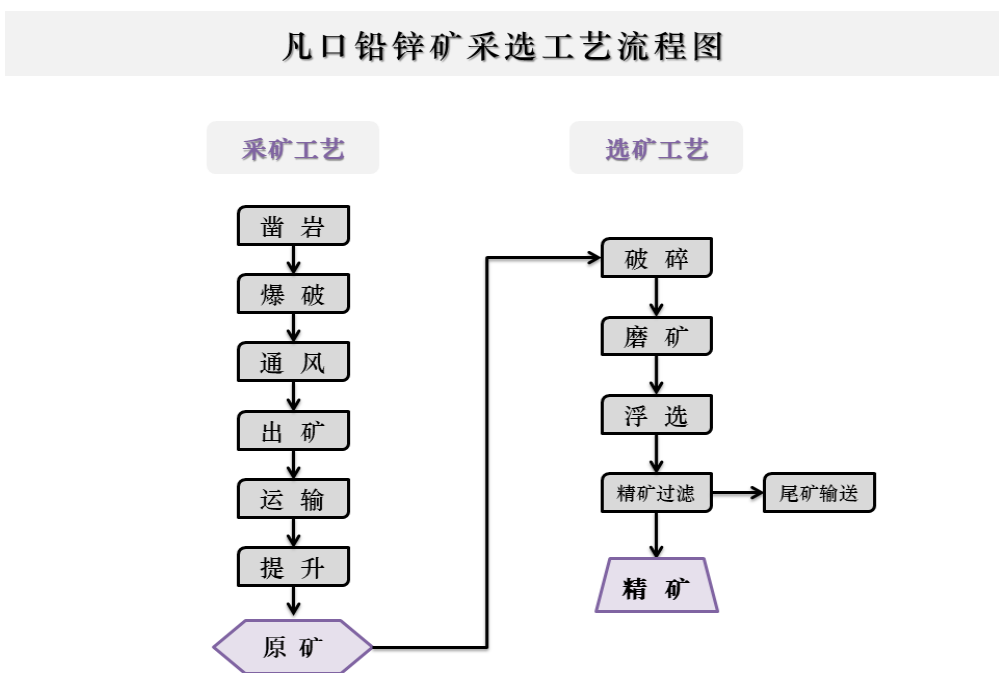 凡口铅锌矿采选工艺流程图
采矿工艺
凿岩
爆破
通风
出矿
运输
提升
原矿
选矿工艺
破碎
磨矿
浮选
精矿过滤
尾矿输送
精矿